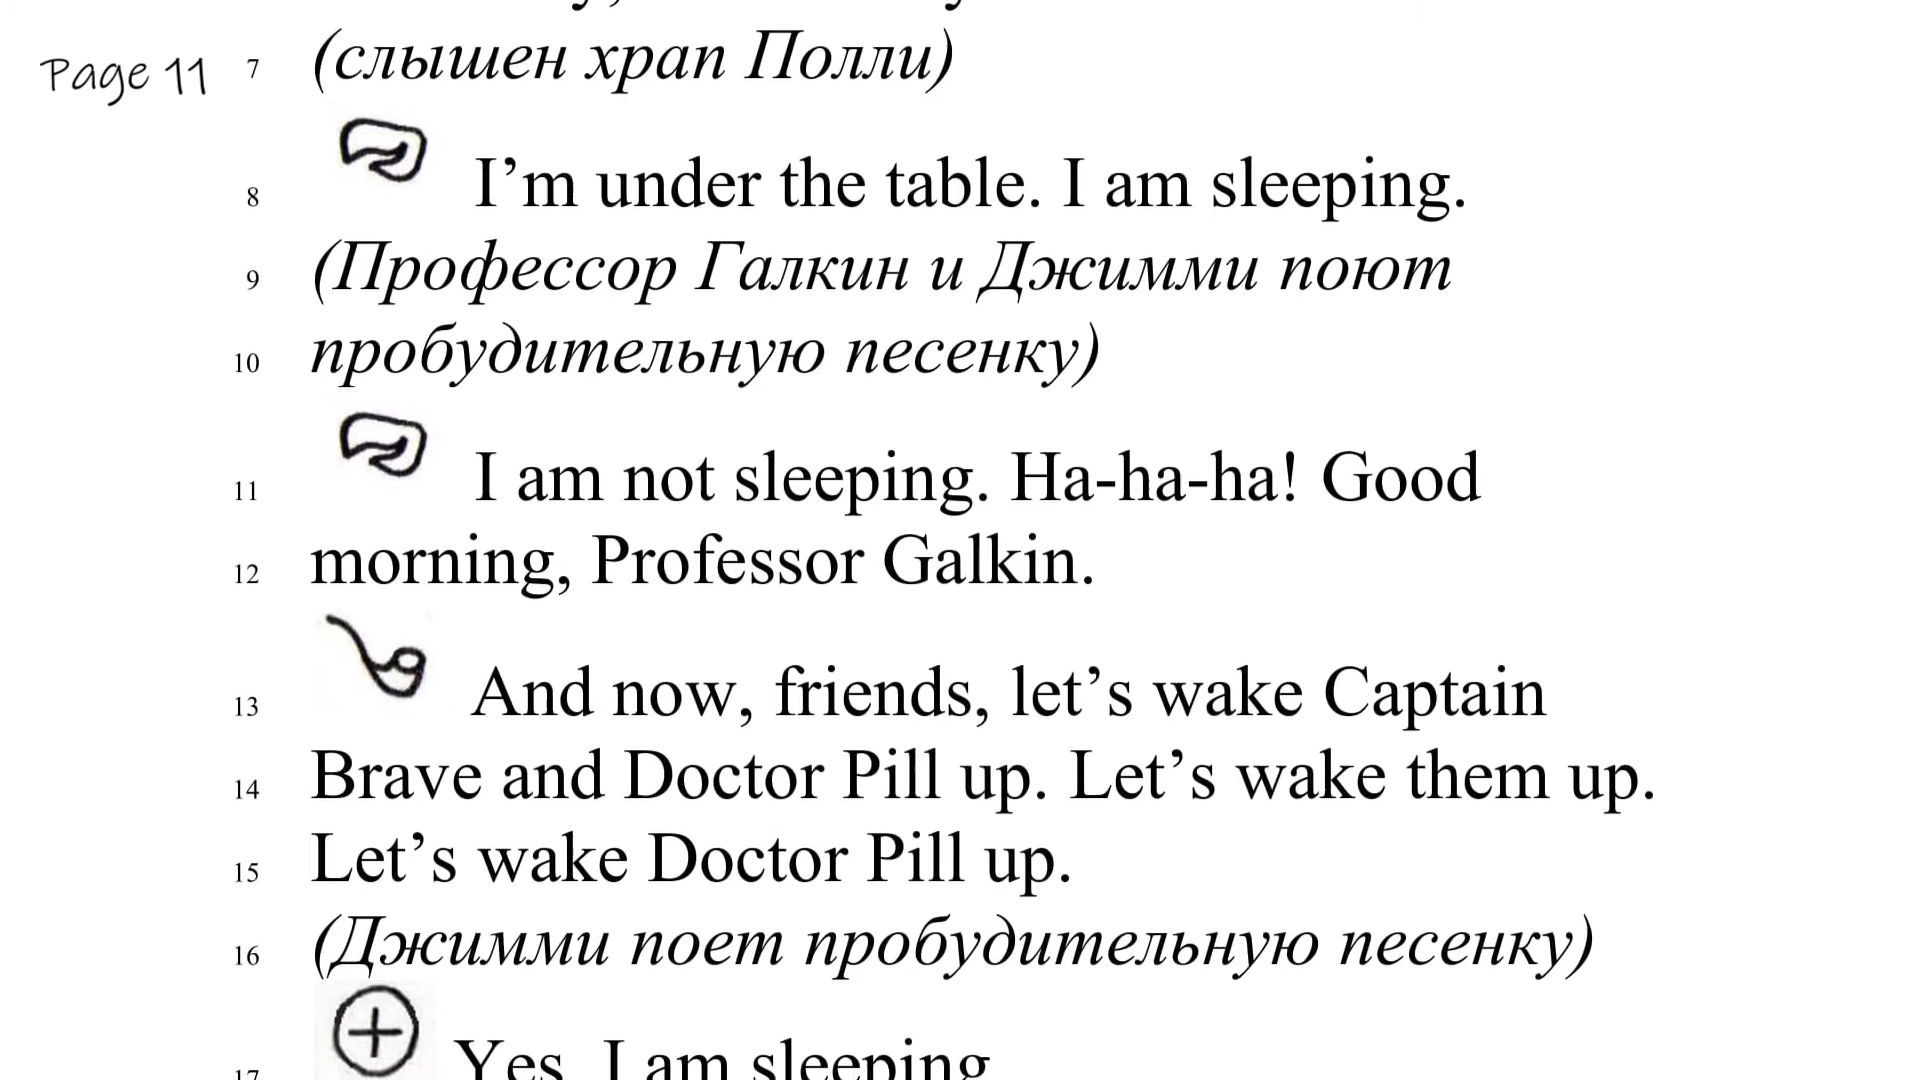 Page 11
7 (слышен храп Полли)
8 I’m under the table. I am sleeping.
9 (Профессор Галкин и Джимми поют
10 пробудительную песенку)
11 I am not sleeping. Ha-ha-ha! Good
12 morning, Professor Galkin.
13 And now, friends, let’s wake Captain
14 Brave and Doctor Pill up. Let’s wake them up.
15 Let’s wake Doctor Pill up.
16 (Джимми поет пробудительную песенку)
17 Yes, I am sleeping